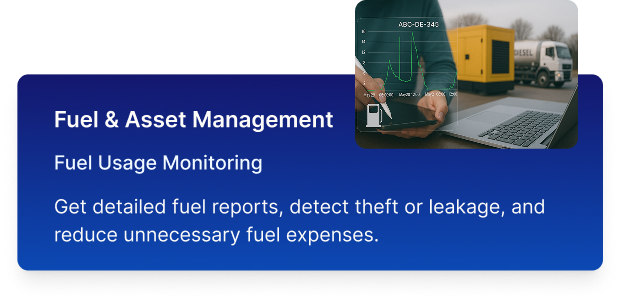 ABC-DE-345
DIESEL
Fuel & Asset Management
Fuel Usage Monitoring
Get detailed fuel reports, detect theft or leakage, and
reduce unnecessary fuel expenses.